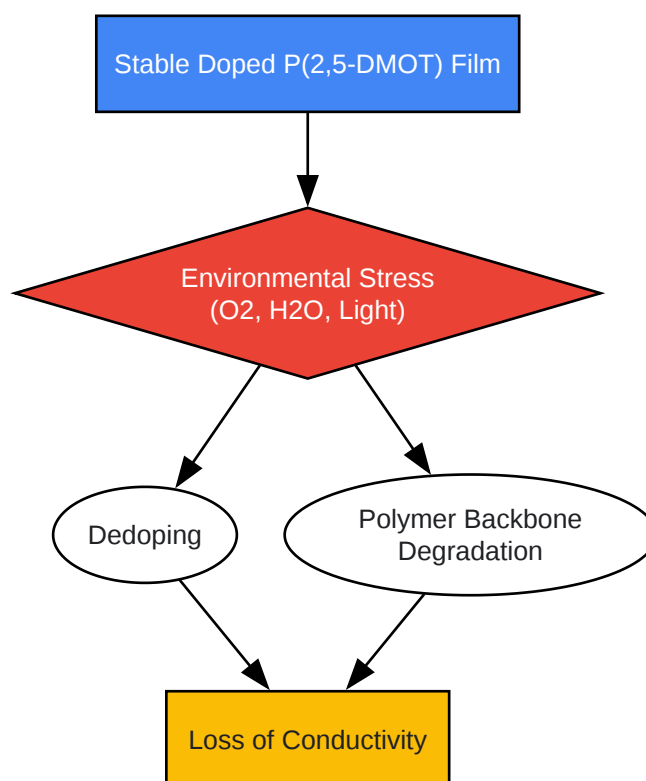 Stable Doped P(2,5-DMOT) Film
Environmental Stress
(O2, H2O, Light)
Dedoping
Polymer Backbone
Degradation
Loss of Conductivity